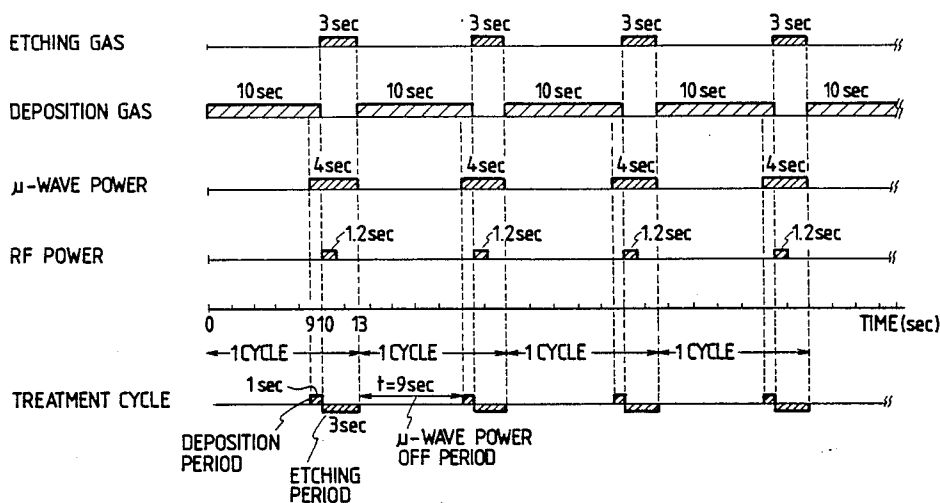 3 sec 3 sec 3 sec 3 sec
ETCHING GAS
10 sec 10 sec 10 sec 10 sec 10 sec
DEPOSITION GAS
4sec 4sec 4sec 4sec
μ-WAVE POWER
1.2sec 1.2sec 1.2sec 1.2sec
RF POWER
0 9 10 13 TIME(sec)
1 CYCLE 1 CYCLE 1 CYCLE 1 CYCLE
1sec t=9sec
TREATMENT CYCLE
3sec
DEPOSITION
PERIOD
ETCHING
PERIOD
μ-WAVE POWER
OFF PERIOD